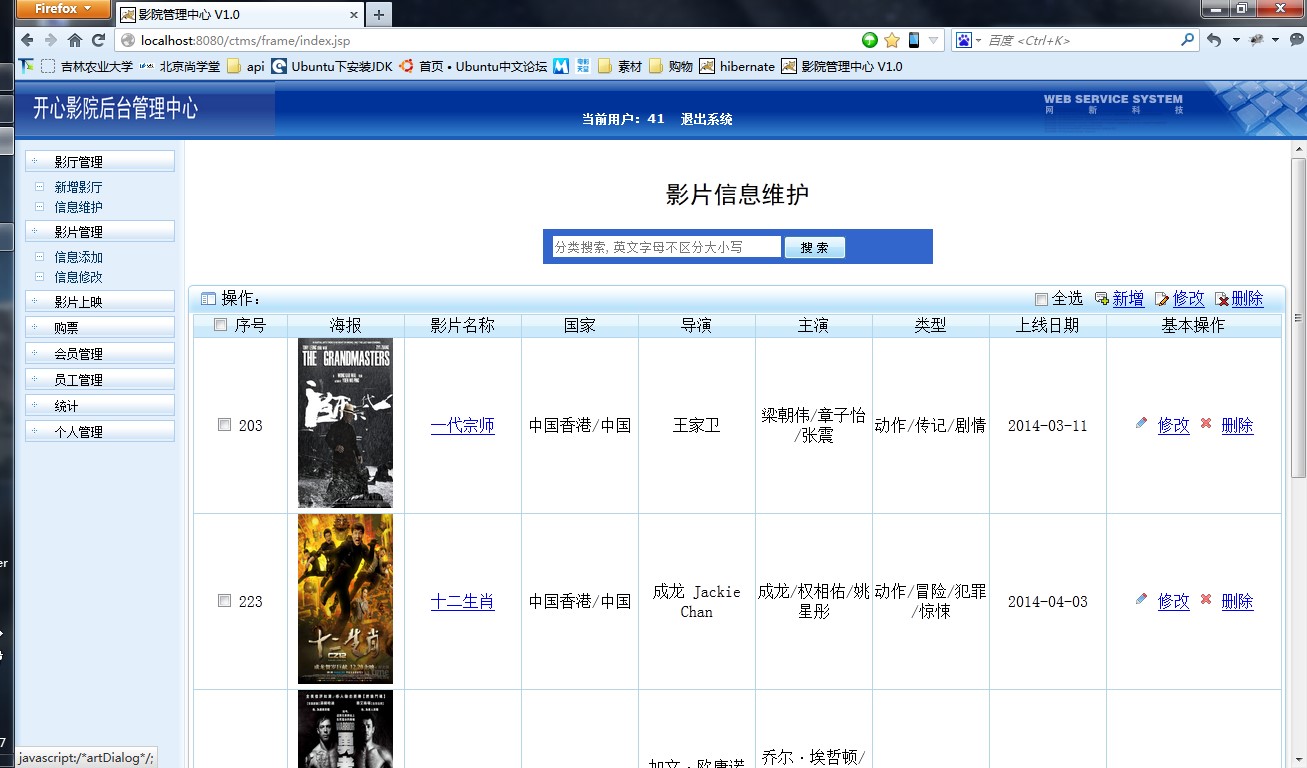 Firefox
影院管理中心 V1.0
localhost:8080/ctms/frame/index.jsp
百度 <Ctrl+K>
吉林农业大学 北京尚学堂 api Ubuntu下安装JDK 首页 • Ubuntu中文论坛 素材 购物 hibernate 影院管理中心 V1.0
开心影院后台管理中心
当前用户：41 退出系统
WEB SERVICE SYSTEM
网 新 科 技
影厅管理
新增影厅
信息维护
影片管理
信息添加
信息修改
影片上映
购票
会员管理
员工管理
统计
个人管理
影片信息维护
分类搜索, 英文字母不区分大小写 搜 索
操作： 全选 新增 修改 删除
序号 海报 影片名称 国家 导演 主演 类型 上线日期 基本操作
THE GRANDMASTERS
203 一代宗师 中国香港/中国 王家卫 梁朝伟/章子怡
/张震 动作/传记/剧情 2014-03-11 修改 删除
十二生肖
223 十二生肖 中国香港/中国 成龙 Jackie
Chan 成龙/权相佑/姚
星彤 动作/冒险/犯罪
/惊悚 2014-04-03 修改 删除
加文·欧康诺 乔尔·埃哲顿/
javascript:/*artDialog*/;